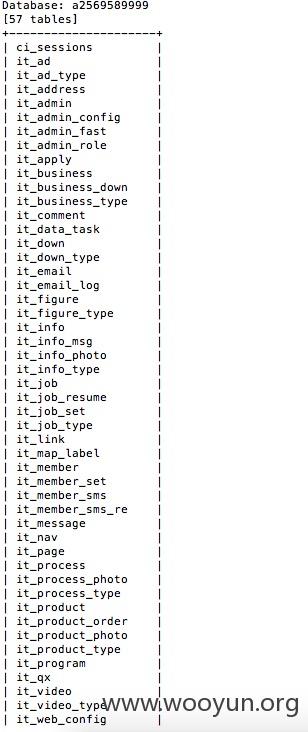 Database: a2569589999
[57 tables]
+---------------------+
| ci_sessions |
| it_ad |
| it_ad_type |
| it_address |
| it_admin |
| it_admin_config |
| it_admin_fast |
| it_admin_role |
| it_apply |
| it_business |
| it_business_down |
| it_business_type |
| it_comment |
| it_data_task |
| it_down |
| it_down_type |
| it_email |
| it_email_log |
| it_figure |
| it_figure_type |
| it_info |
| it_info_msg |
| it_info_photo |
| it_info_type |
| it_job |
| it_job_resume |
| it_job_set |
| it_job_type |
| it_link |
| it_map_label |
| it_member |
| it_member_set |
| it_member_sms |
| it_member_sms_re |
| it_message |
| it_nav |
| it_page |
| it_process |
| it_process_photo |
| it_process_type |
| it_product |
| it_product_order |
| it_product_photo |
| it_product_type |
| it_program |
| it_qx |
| it_video |
| it_video_type
www.wooyun.org
| it_web_config |